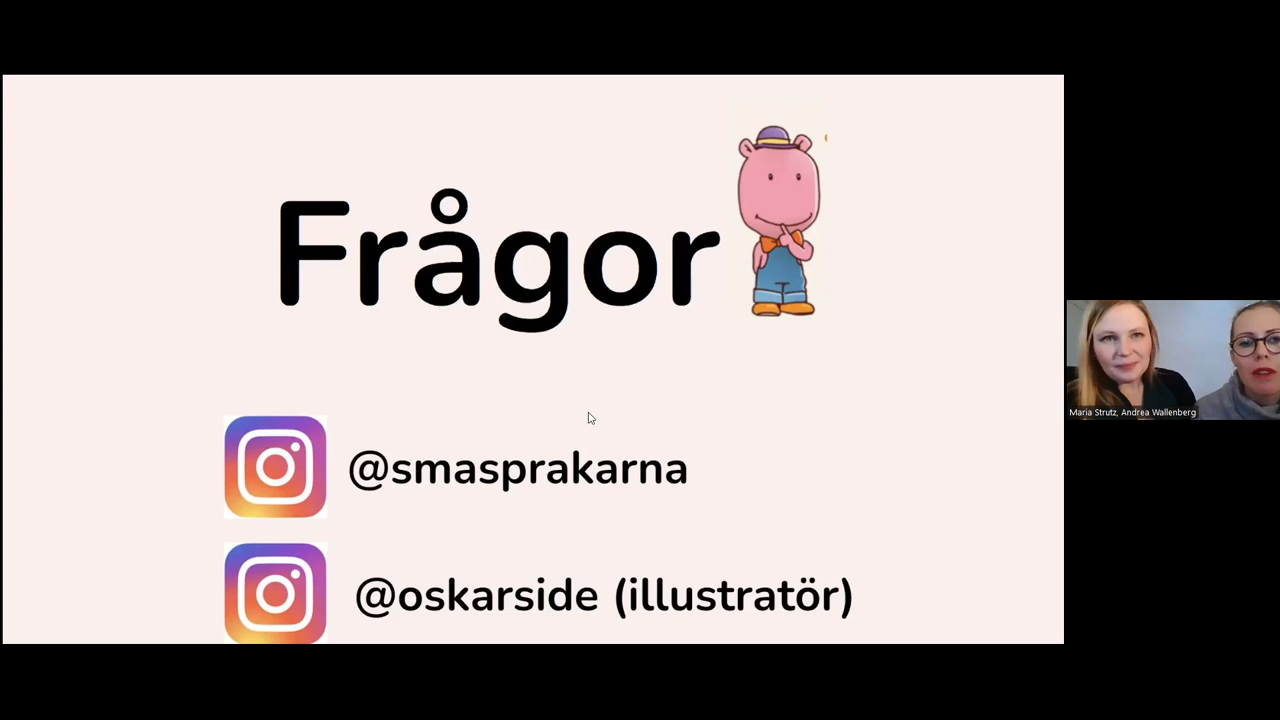 Frågor
@smasprakarna
@oskarside (illustratör)
Maria Strutz, Andrea Wallenberg